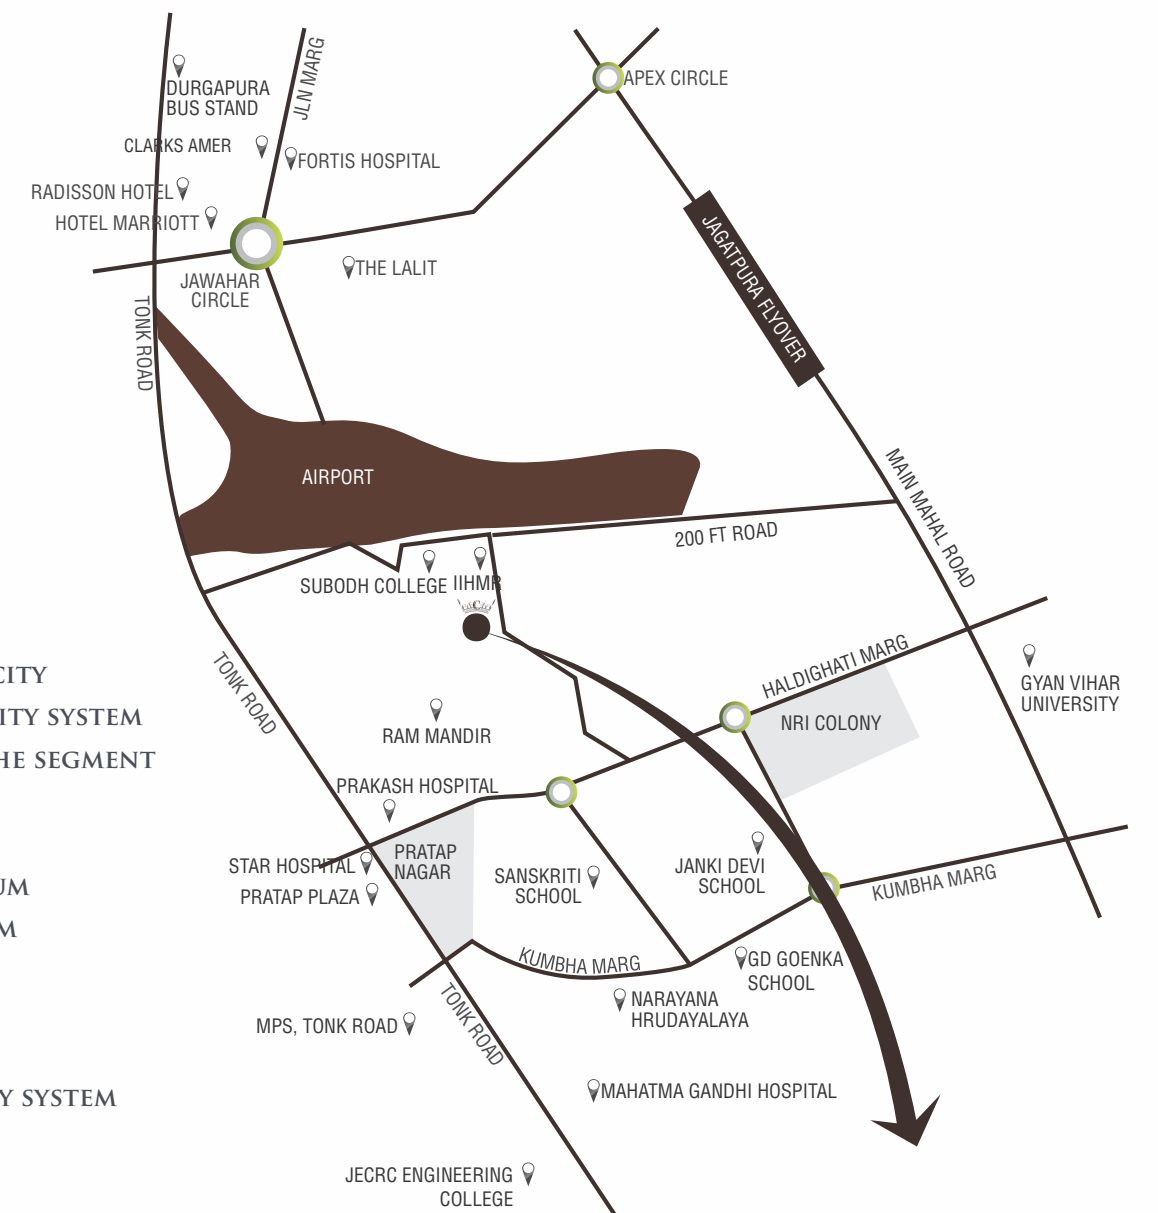 DURGAPURA
BUS STAND
JLN MARG
APEX CIRCLE
CLARKS AMER
FORTIS HOSPITAL
RADISSON HOTEL
HOTEL MARRIOTT
THE LALIT
JAWAHAR
CIRCLE
JAGATPURA FLYOVER
TONK ROAD
AIRPORT
MAIN MAHAL ROAD
200 FT ROAD
SUBODH COLLEGE
IIHMR
C
TONK ROAD
HALDIGHATI MARG
GYAN VIHAR
UNIVERSITY
NRI COLONY
RAM MANDIR
CITY
ITY SYSTEM
HE SEGMENT
PRAKASH HOSPITAL
STAR HOSPITAL
PRATAP
NAGAR
PRATAP PLAZA
SANSKRITI
SCHOOL
JANKI DEVI
SCHOOL
KUMBHA MARG
UM
M
KUMBHA MARG
GD GOENKA
SCHOOL
NARAYANA
HRUDAYALAYA
MPS, TONK ROAD
TONK ROAD
MAHATMA GANDHI HOSPITAL
Y SYSTEM
JECRC ENGINEERING
COLLEGE